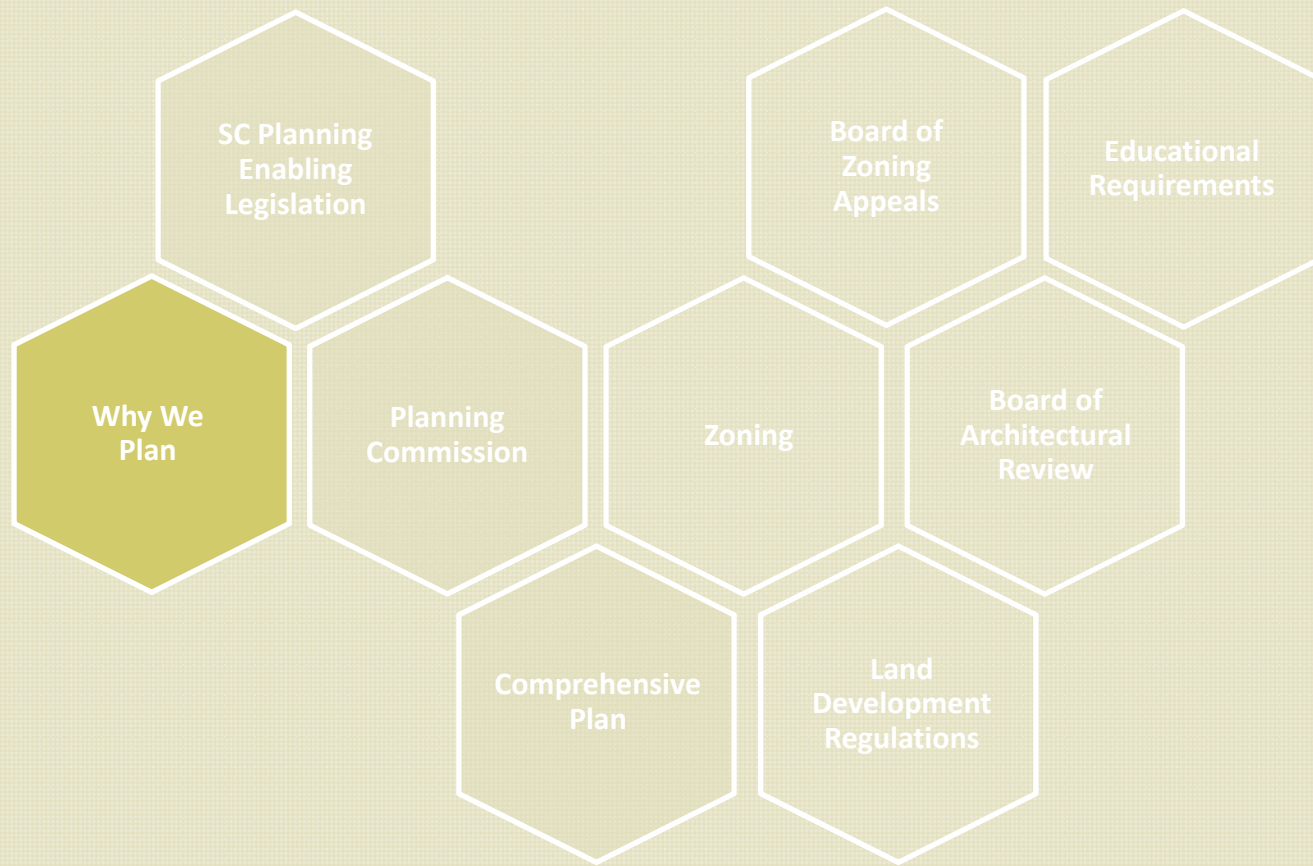 SC Planning
Enabling
Legislation
Board of
Zoning
Appeals
Educational
Requirements
Why We
Plan
Planning
Commission
Zoning
Board of
Architectural
Review
Comprehensive
Plan
Land
Development
Regulations